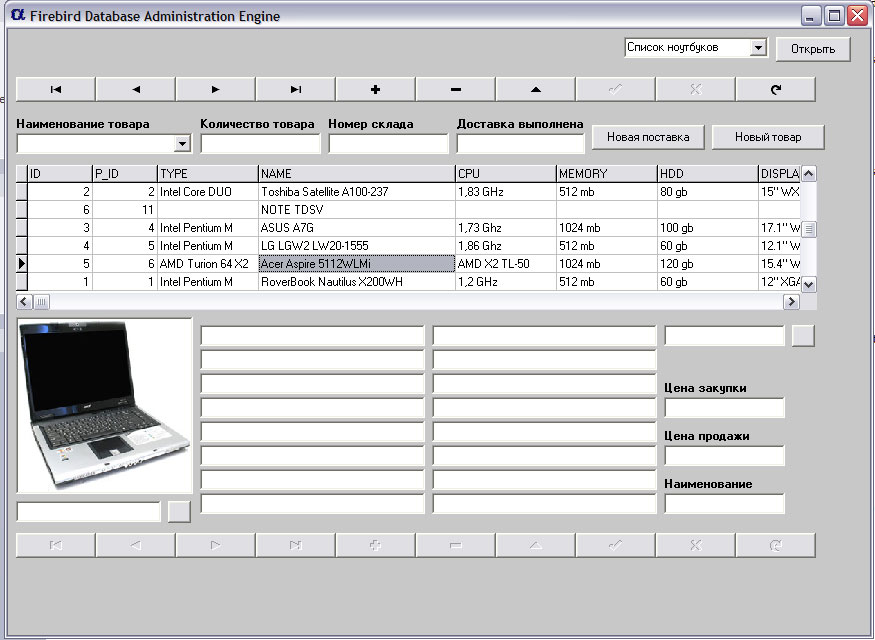 Firebird Database Administration Engine
Список ноутбуков Открыть
Наименование товара Количество товара Номер склада Доставка выполнена
Новая поставка Новый товар
ID P_ID TYPE NAME CPU MEMORY HDD DISPLA
2 2 Intel Core DUO Toshiba Satellite A100-237 1,83 GHz 512 mb 80 gb 15'' WX
6 11 NOTE TDSV
3 4 Intel Pentium M ASUS A7G 1,73 Ghz 1024 mb 100 gb 17.1'' W
4 5 Intel Pentium M LG LGW2 LW20-1555 1,86 Ghz 512 mb 60 gb 12.1'' W
5 6 AMD Turion 64 X2 Acer Aspire 5112WLMi AMD X2 TL-50 1024 mb 120 gb 15.4'' W
1 1 Intel Pentium M RoverBook Nautilus X200WH 1,2 GHz 512 mb 60 gb 12'' XGA
Цена закупки
Цена продажи
Наименование